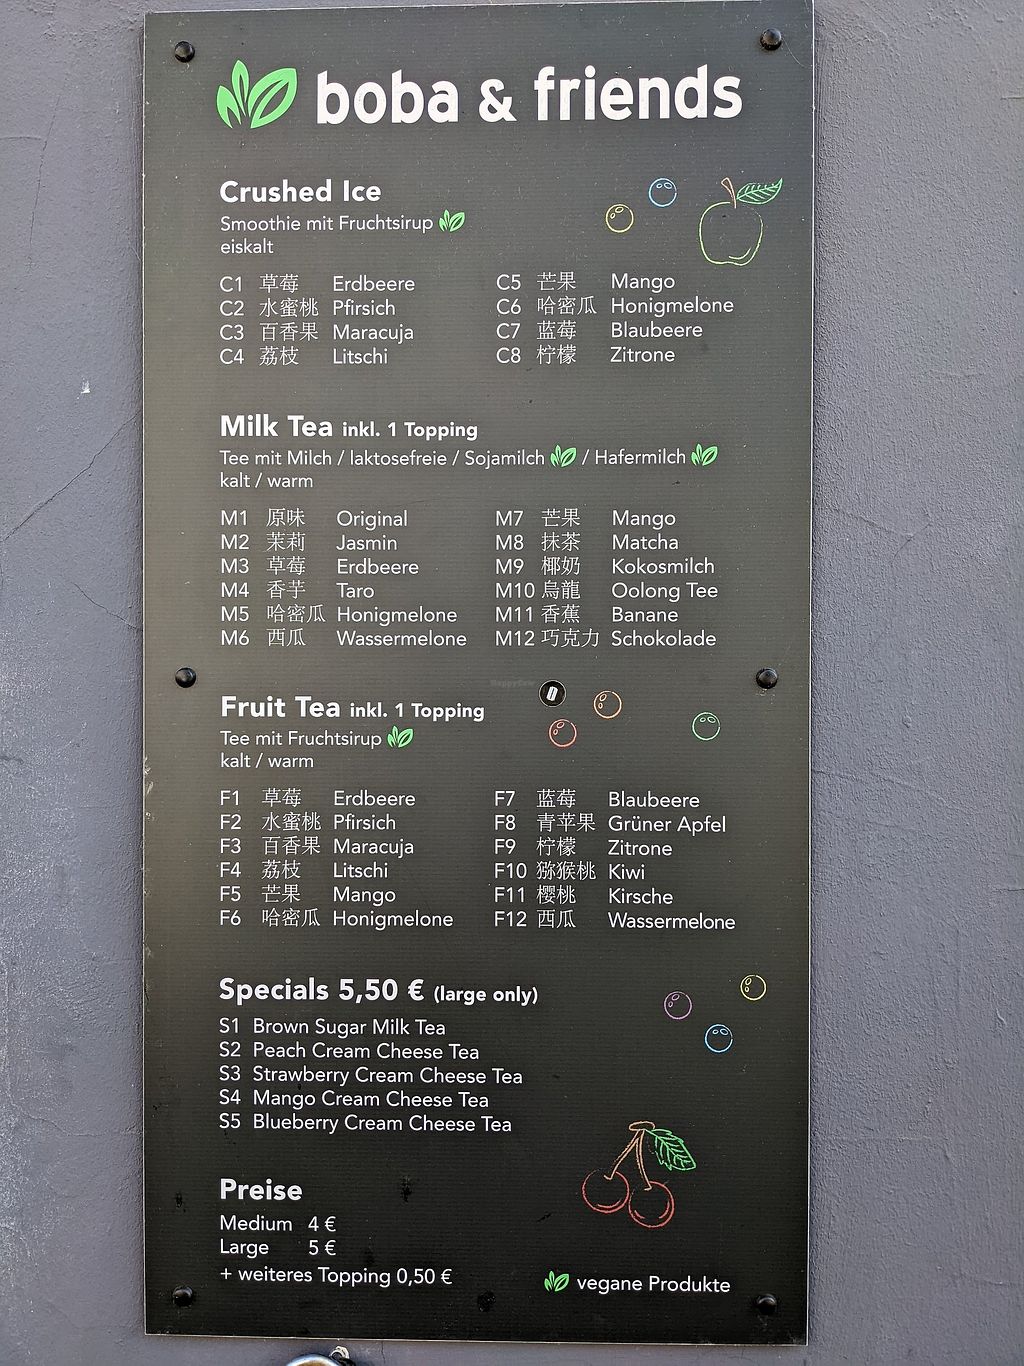 boba & friends
Crushed Ice
Smoothie mit Fruchtsirup
eiskalt
C1 草莓 Erdbeere
C2 水蜜桃 Pfirsich
C3 百香果 Maracuja
C4 荔枝 Litschi
C5 芒果 Mango
C6 哈密瓜 Honigmelone
C7 蓝莓 Blaubeere
C8 柠檬 Zitrone
Milk Tea inkl. 1 Topping
Tee mit Milch / laktosefreie / Sojamilch / Hafermilch
kalt / warm
M1 原味 Original
M2 茉莉 Jasmin
M3 草莓 Erdbeere
M4 香芋 Taro
M5 哈密瓜 Honigmelone
M6 西瓜 Wassermelone
M7 芒果 Mango
M8 抹茶 Matcha
M9 椰奶 Kokosmilch
M10 烏龍 Oolong Tee
M11 香蕉 Banane
M12 巧克力 Schokolade
Fruit Tea inkl. 1 Topping
Tee mit Fruchtsirup
kalt / warm
F1 草莓 Erdbeere
F2 水蜜桃 Pfirsich
F3 百香果 Maracuja
F4 荔枝 Litschi
F5 芒果 Mango
F6 哈密瓜 Honigmelone
F7 蓝莓 Blaubeere
F8 青苹果 Grüner Apfel
F9 柠檬 Zitrone
F10 猕猴桃 Kiwi
F11 樱桃 Kirsche
F12 西瓜 Wassermelone
Specials 5,50 € (large only)
S1 Brown Sugar Milk Tea
S2 Peach Cream Cheese Tea
S3 Strawberry Cream Cheese Tea
S4 Mango Cream Cheese Tea
S5 Blueberry Cream Cheese Tea
Preise
Medium 4 €
Large 5 €
+ weiteres Topping 0,50 €
vegane Produkte